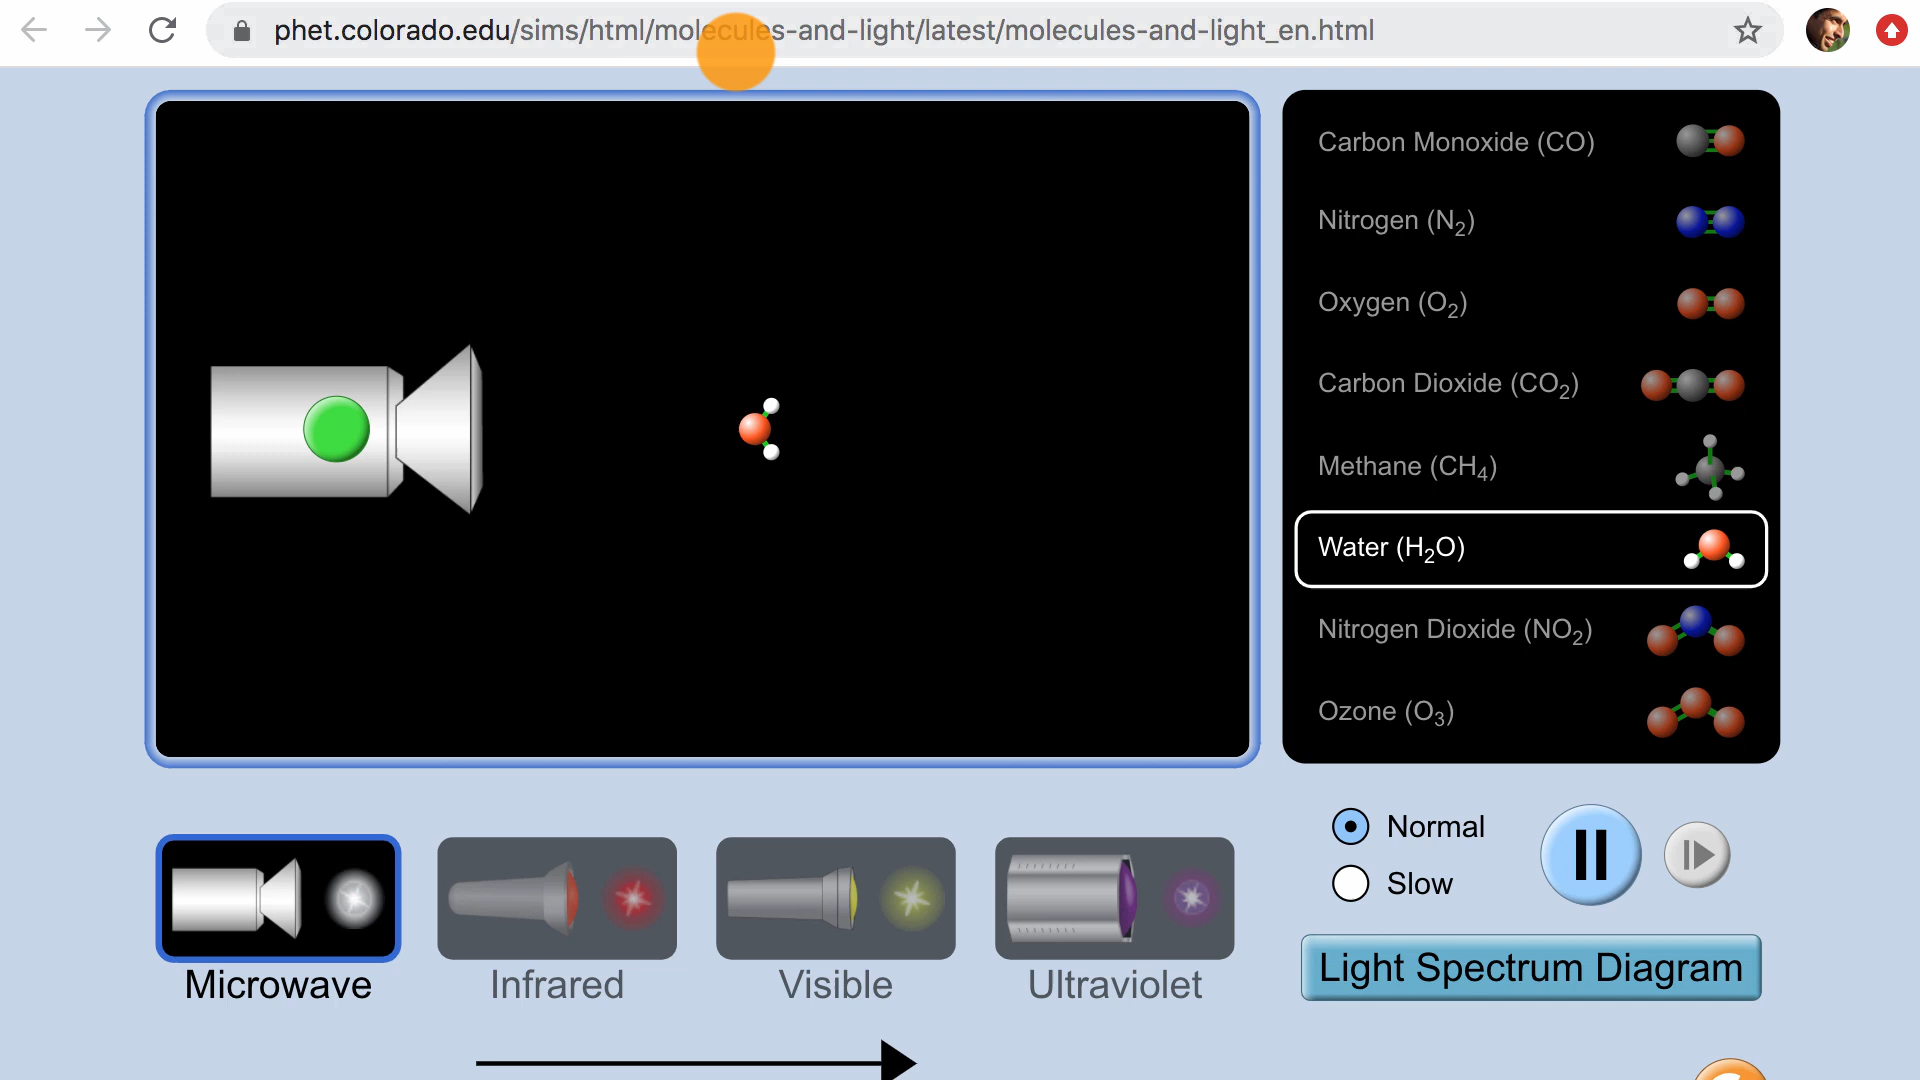 phet.colorado.edu/sims/html/molecules-and-light/latest/molecules-and-light_en.html
Carbon Monoxide (CO)
Nitrogen (N₂)
Oxygen (O₂)
Carbon Dioxide (CO₂)
Methane (CH₄)
Water (H₂O)
Nitrogen Dioxide (NO₂)
Ozone (O₃)
Normal
Slow
Microwave
Infrared
Visible
Ultraviolet
Light Spectrum Diagram